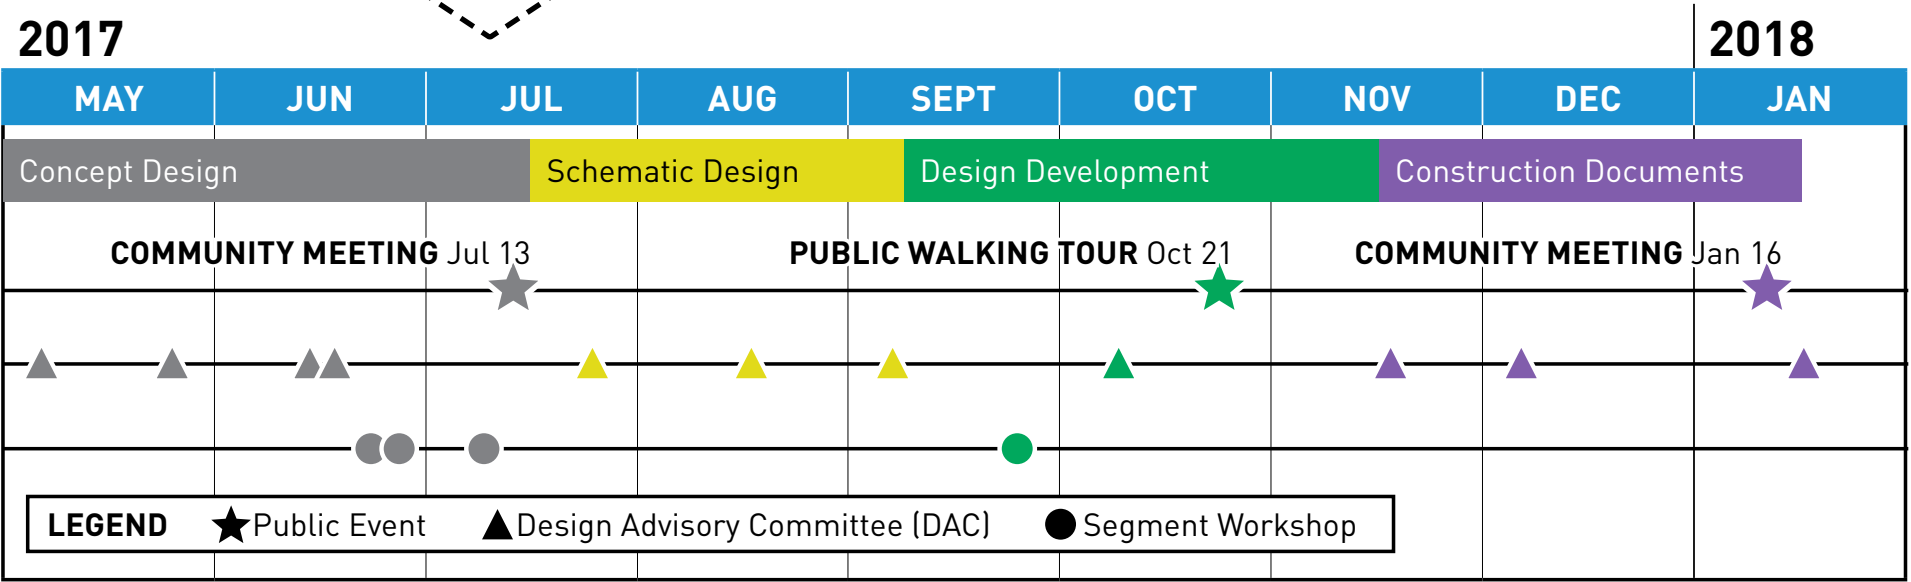 2017 2018
MAY JUN JUL AUG SEPT OCT NOV DEC JAN
Concept Design Schematic Design Design Development Construction Documents
COMMUNITY MEETING Jul 13 PUBLIC WALKING TOUR Oct 21 COMMUNITY MEETING Jan 16
LEGEND Public Event Design Advisory Committee (DAC) Segment Workshop